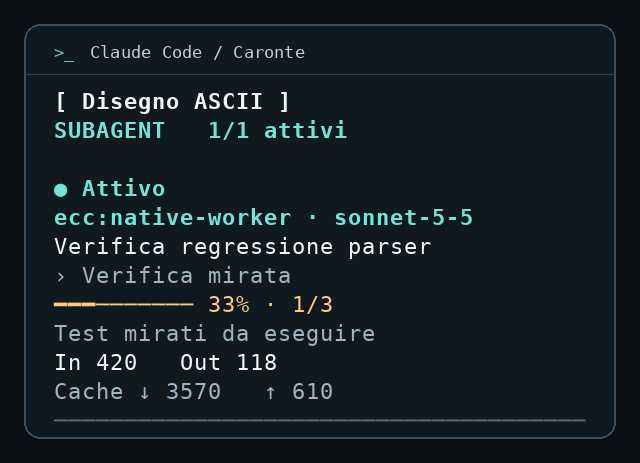 >_ Claude Code / Caronte
[ Disegno ASCII ]
SUBAGENT   1/1 attivi
● Attivo
ecc:native-worker · sonnet-5-5
Verifica regressione parser
› Verifica mirata
━━━─────── 33% · 1/3
Test mirati da eseguire
In 420   Out 118
Cache ↓ 3570   ↑ 610